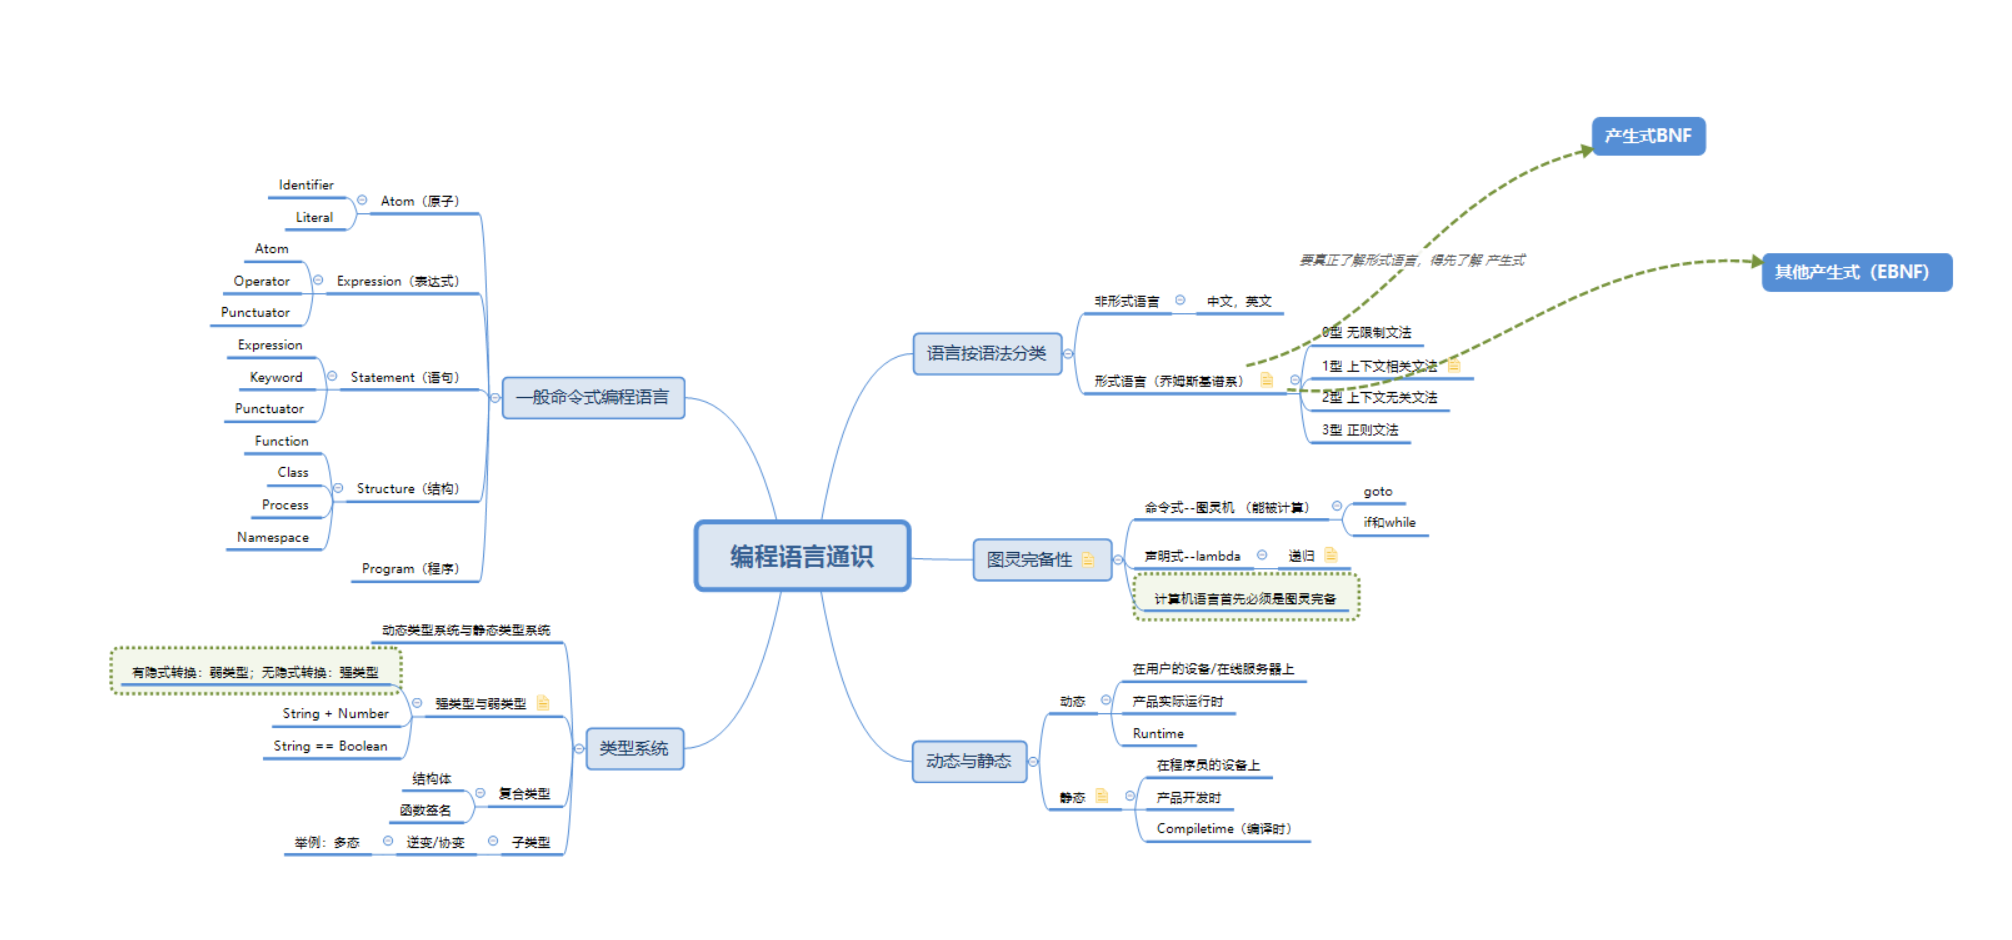 编程语言通识
语言按语法分类
非形式语言
中文，英文
形式语言（乔姆斯基谱系）
0型 无限制文法
1型 上下文相关文法
2型 上下文无关文法
3型 正则文法
要真正了解形式语言，得先了解 产生式
产生式BNF
其他产生式（EBNF）
图灵完备性
命令式--图灵机 （能被计算）
goto
if和while
声明式--lambda
递归
计算机语言首先必须是图灵完备
动态与静态
动态
在用户的设备/在线服务器上
产品实际运行时
Runtime
静态
在程序员的设备上
产品开发时
Compiletime（编译时）
一般命令式编程语言
Atom（原子）
Identifier
Literal
Expression（表达式）
Atom
Operator
Punctuator
Statement（语句）
Expression
Keyword
Punctuator
Structure（结构）
Function
Class
Process
Namespace
Program（程序）
类型系统
动态类型系统与静态类型系统
强类型与弱类型
有隐式转换：弱类型；无隐式转换：强类型
String + Number
String == Boolean
复合类型
结构体
函数签名
子类型
逆变/协变
举例：多态